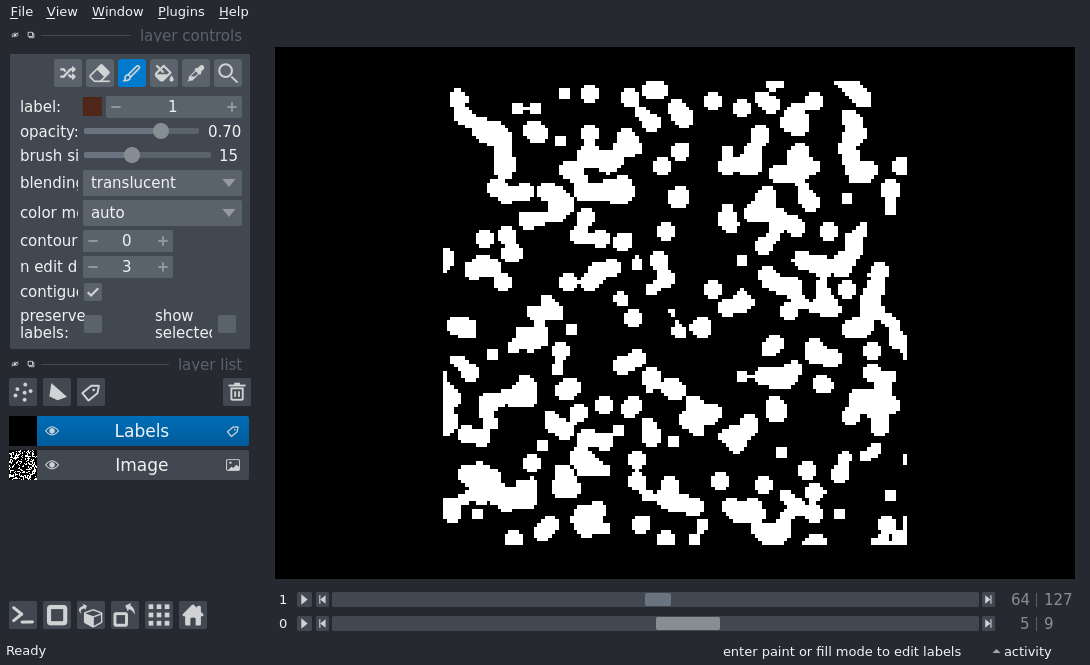 File View Window Plugins Help
layer controls
label: 1
opacity: 0.70
brush si 15
blending translucent
color m auto
contour 0
n edit d 3
contigu
preserve labels: show selected
layer list
Labels
Image
1 64 | 127
0 5 | 9
Ready enter paint or fill mode to edit labels activity